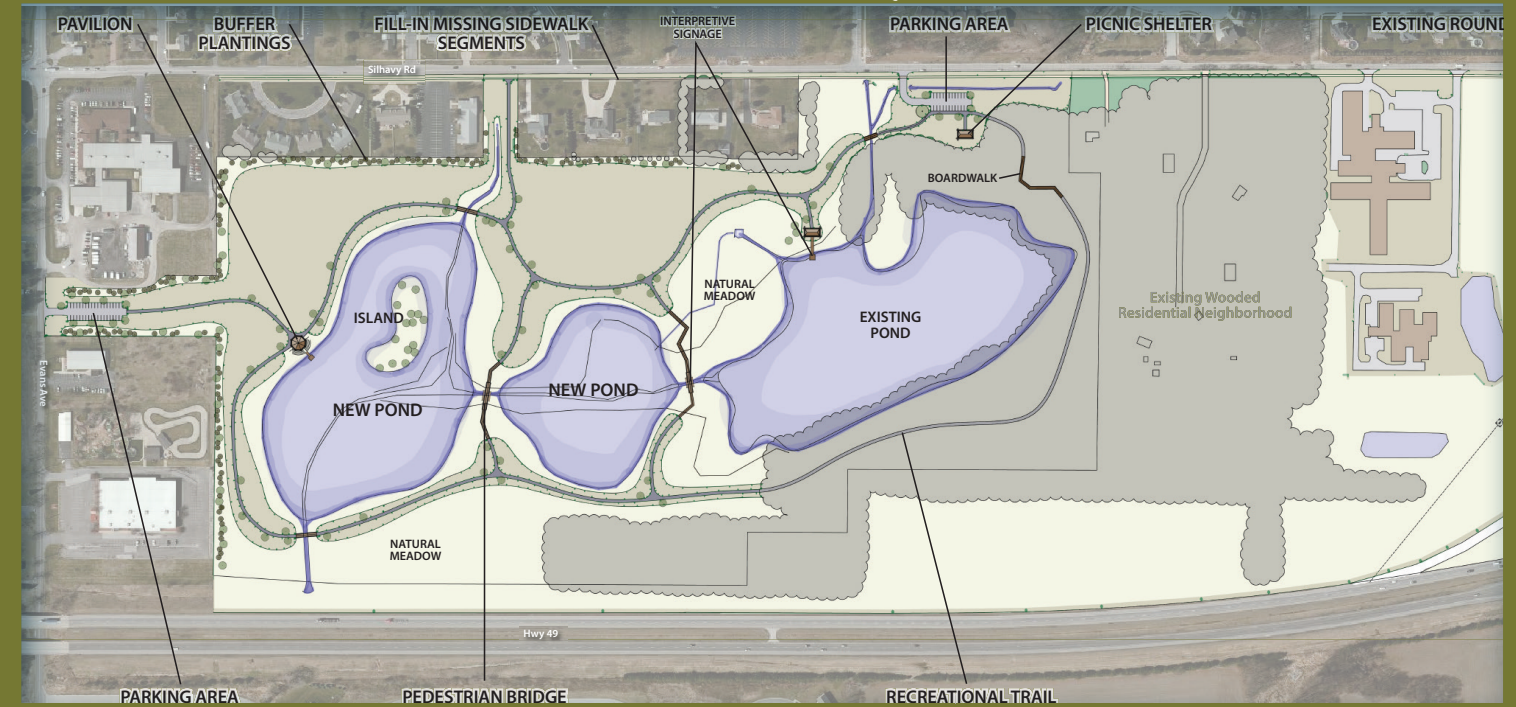 PAVILION
BUFFER
PLANTINGS
FILL-IN MISSING SIDEWALK
SEGMENTS
INTERPRETIVE
SIGNAGE
PARKING AREA
PICNIC SHELTER
EXISTING ROUND
Silhavy Rd
BOARDWALK
NATURAL
MEADOW
ISLAND
EXISTING
POND
Existing Wooded
Residential Neighborhood
Evans Ave
NEW POND
NEW POND
NATURAL
MEADOW
Hwy 49
PARKING AREA
PEDESTRIAN BRIDGE
RECREATIONAL TRAIL